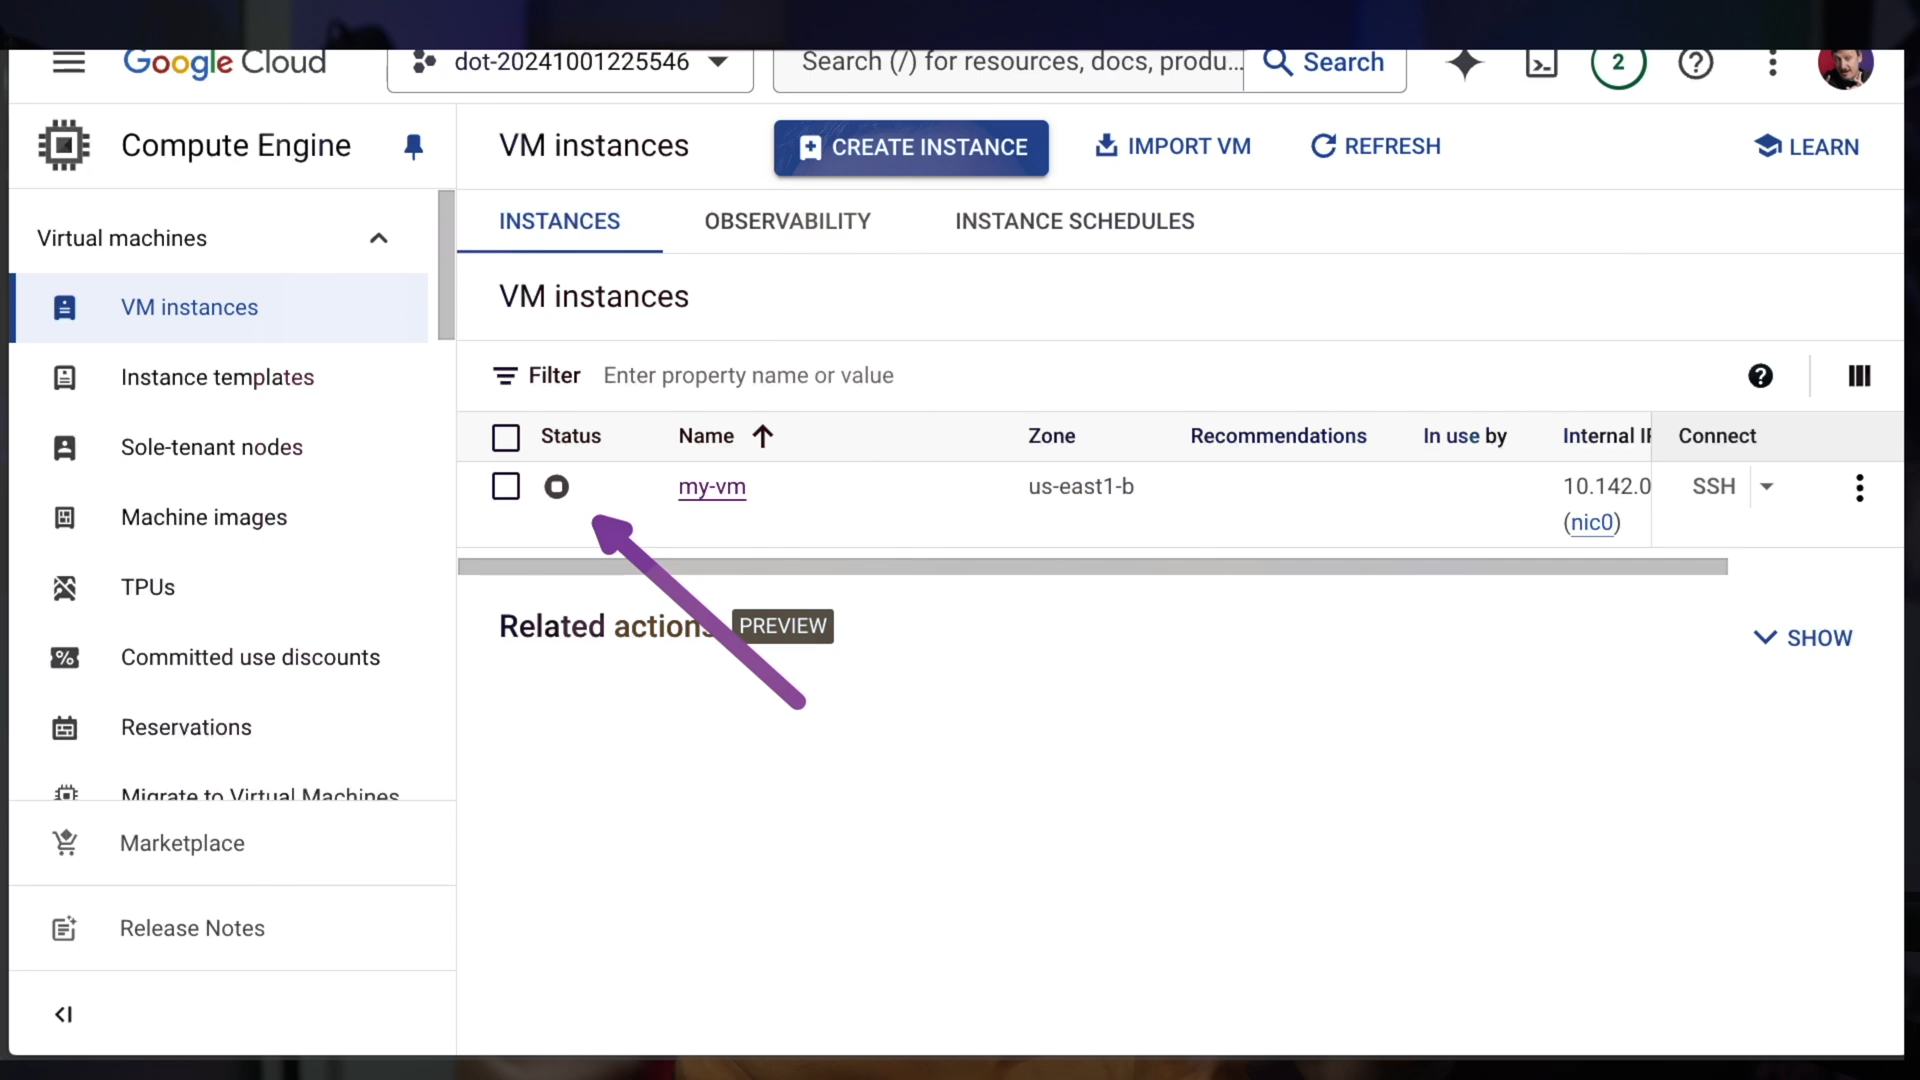 Google Cloud
dot-20241001225546
Search (/) for resources, docs, produ...
Search
2
Compute Engine
VM instances
CREATE INSTANCE
IMPORT VM
REFRESH
LEARN
Virtual machines
VM instances
Instance templates
Sole-tenant nodes
Machine images
TPUs
Committed use discounts
Reservations
Migrate to Virtual Machines
Marketplace
Release Notes
INSTANCES
OBSERVABILITY
INSTANCE SCHEDULES
VM instances
Filter
Enter property name or value
Status
Name
Zone
Recommendations
In use by
Internal IP
Connect
my-vm
us-east1-b
10.142.0
(nic0)
SSH
Related actions
PREVIEW
SHOW